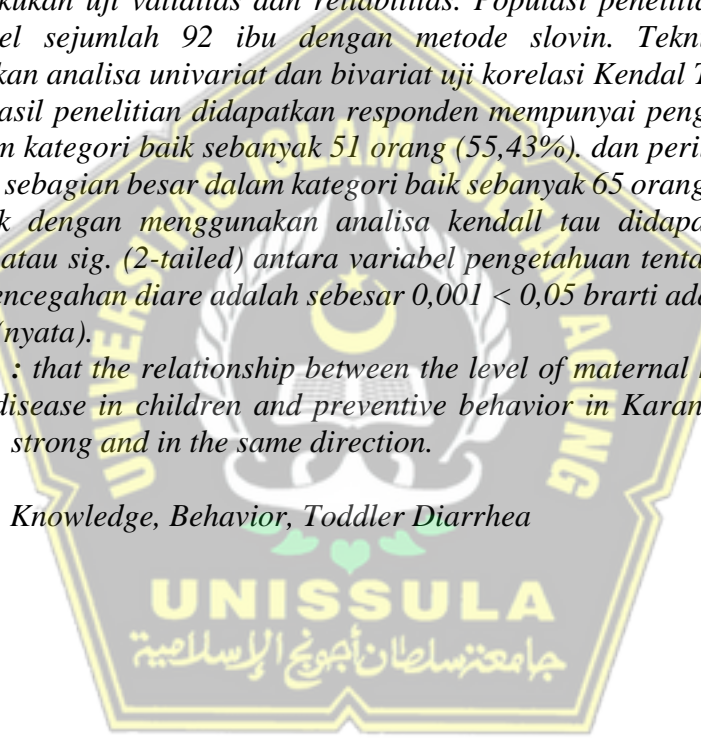 kukan uji validitas dan reliabilitas. Populasi penelitia
el sejumlah 92 ibu dengan metode slovin. Tekn
kan analisa univariat dan bivariat uji korelasi Kendal T
asil penelitian didapatkan responden mempunyai peng
m kategori baik sebanyak 51 orang (55,43%). dan peri
sebagian besar dalam kategori baik sebanyak 65 orang
k dengan menggunakan analisa kendall tau didapa
atau sig. (2-tailed) antara variabel pengetahuan tenta
encegahan diare adalah sebesar 0,001 < 0,05 brarti ada
(nyata).
: that the relationship between the level of maternal
disease in children and preventive behavior in Karan
strong and in the same direction.
Knowledge, Behavior, Toddler Diarrhea
UNIVERSITAS ISLAM SULTAN AGUNG
UNISSULA
جامعة سلطان أجونج الإسلامية